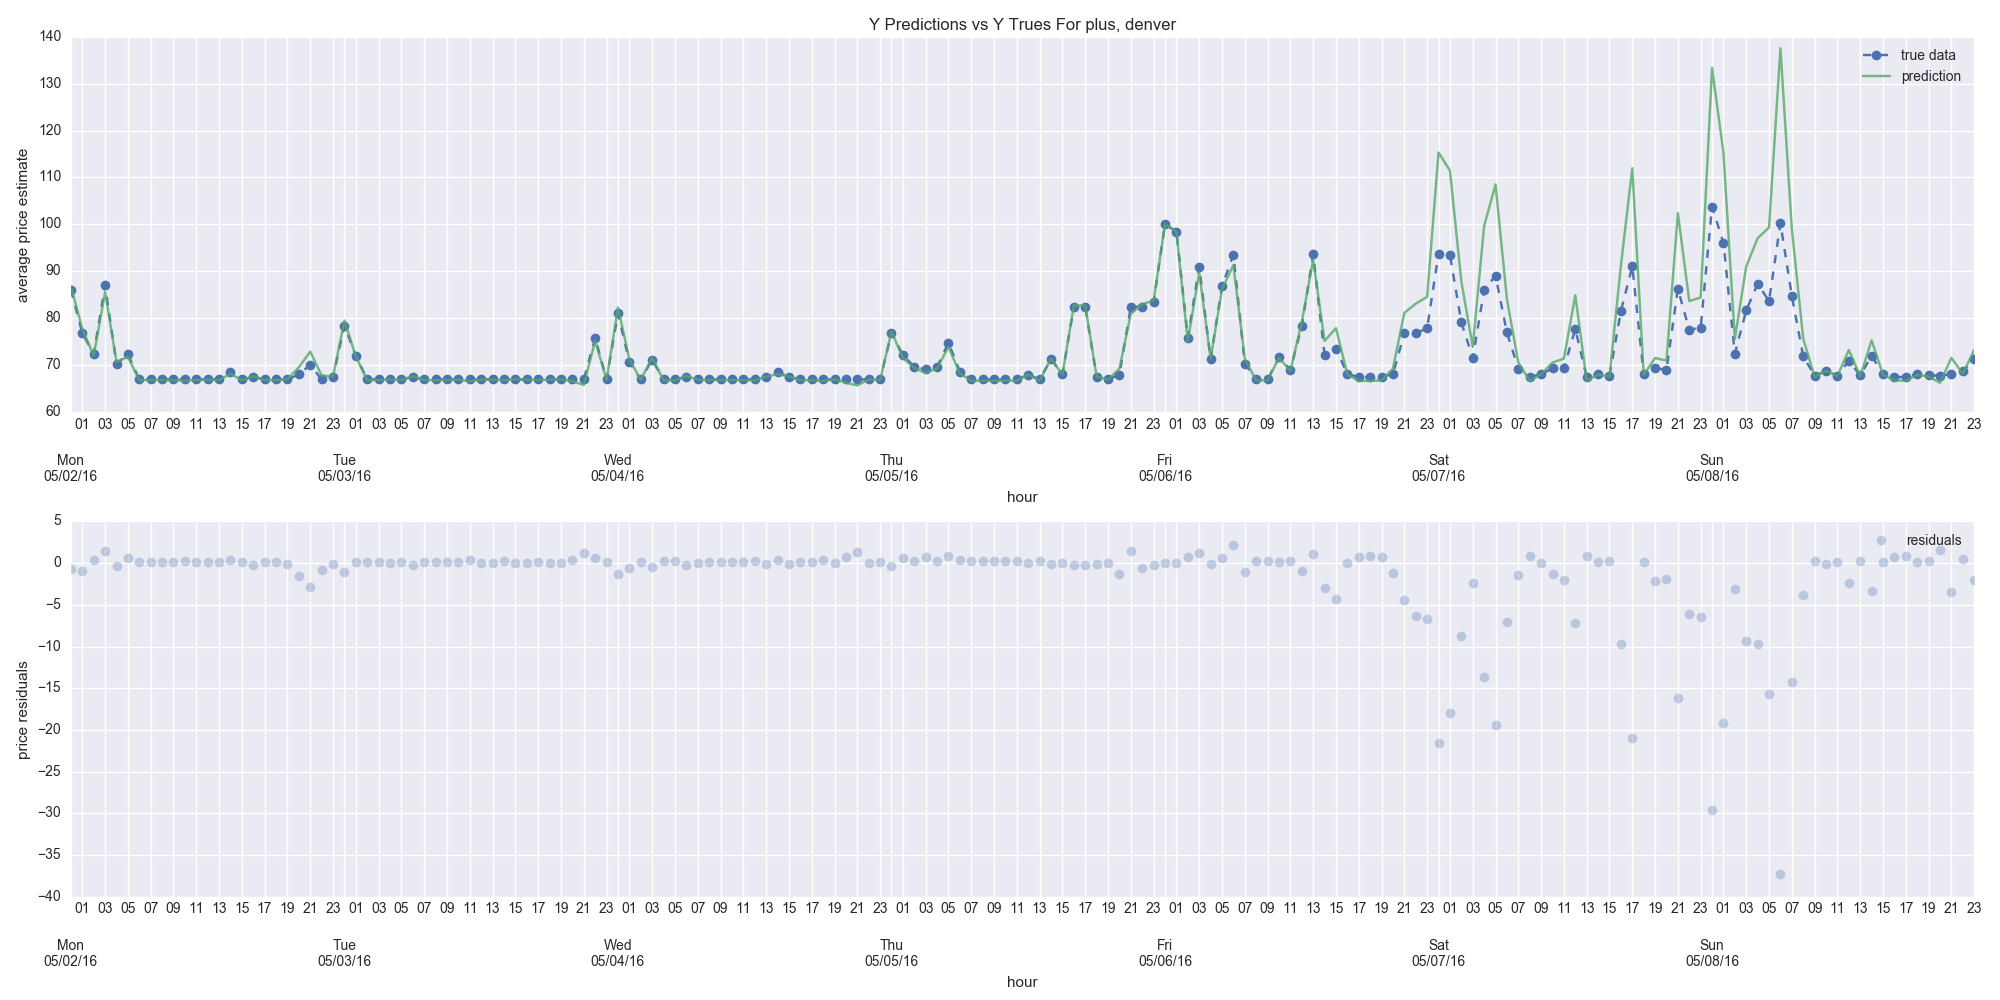 Y Predictions vs Y Trues For plus, denver
140
130
120
110
100
90
80
70
60
average price estimate
true data
prediction
01 03 05 07 09 11 13 15 17 19 21 23 01 03 05 07 09 11 13 15 17 19 21 23 01 03 05 07 09 11 13 15 17 19 21 23 01 03 05 07 09 11 13 15 17 19 21 23 01 03 05 07 09 11 13 15 17 19 21 23 01 03 05 07 09 11 13 15 17 19 21 23 01 03 05 07 09 11 13 15 17 19 21 23
Mon Tue Wed Thu Fri Sat Sun
05/02/16 05/03/16 05/04/16 05/05/16 05/06/16 05/07/16 05/08/16
hour
5
0
−5
−10
−15
−20
−25
−30
−35
−40
price residuals
residuals
01 03 05 07 09 11 13 15 17 19 21 23 01 03 05 07 09 11 13 15 17 19 21 23 01 03 05 07 09 11 13 15 17 19 21 23 01 03 05 07 09 11 13 15 17 19 21 23 01 03 05 07 09 11 13 15 17 19 21 23 01 03 05 07 09 11 13 15 17 19 21 23 01 03 05 07 09 11 13 15 17 19 21 23
Mon Tue Wed Thu Fri Sat Sun
05/02/16 05/03/16 05/04/16 05/05/16 05/06/16 05/07/16 05/08/16
hour